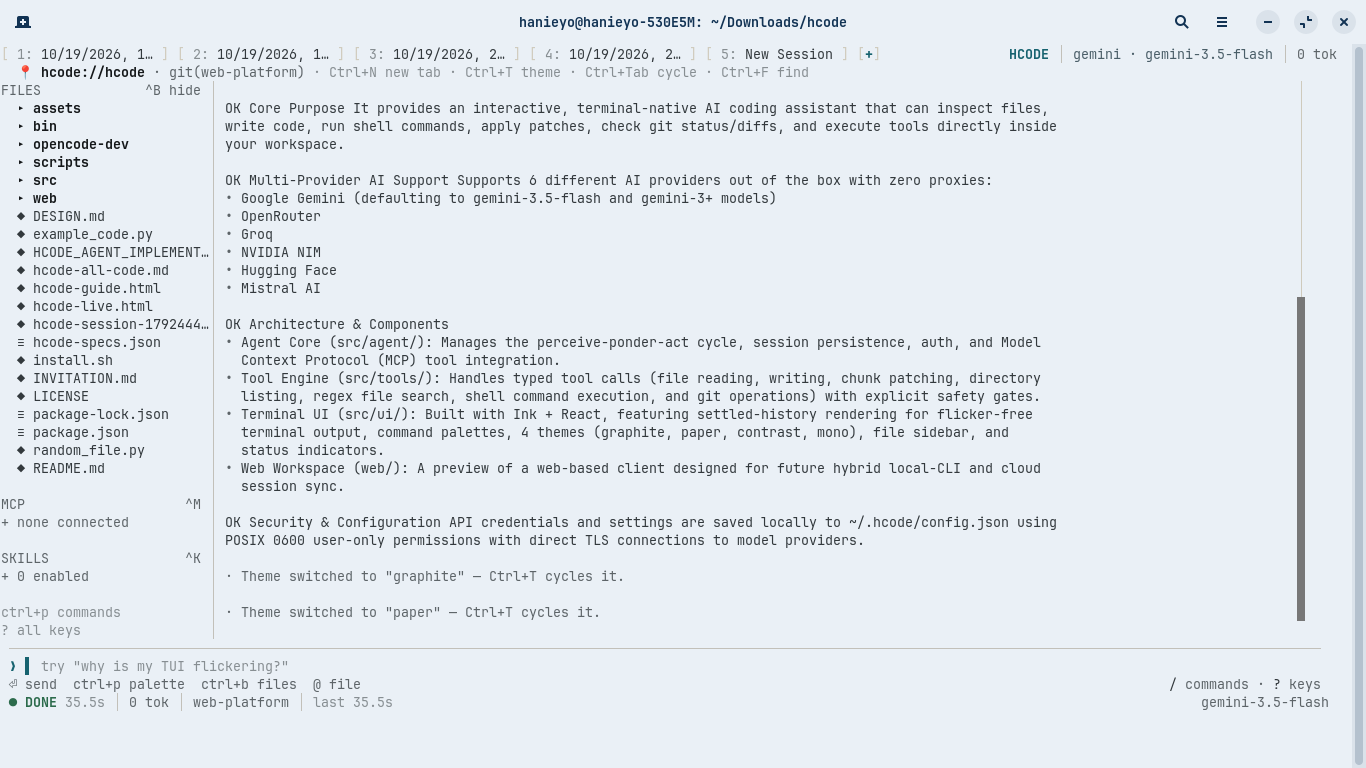 hanieyo@hanieyo-530E5M: ~/Downloads/hcode
[ 1: 10/19/2026, 1… ] [ 2: 10/19/2026, 1… ] [ 3: 10/19/2026, 2… ] [ 4: 10/19/2026, 2… ] [ 5: New Session ] [+] HCODE │ gemini · gemini-3.5-flash │ 0 tok
📍 hcode://hcode · git(web-platform) · Ctrl+N new tab · Ctrl+T theme · Ctrl+Tab cycle · Ctrl+F find
FILES ^B hide
▸ assets
▸ bin
▸ opencode-dev
▸ scripts
▸ src
▸ web
◆ DESIGN.md
◆ example_code.py
◆ HCODE_AGENT_IMPLEMENT…
◆ hcode-all-code.md
◆ hcode-guide.html
◆ hcode-live.html
◆ hcode-session-1792444…
≡ hcode-specs.json
◆ install.sh
◆ INVITATION.md
◆ LICENSE
≡ package-lock.json
≡ package.json
◆ random_file.py
◆ README.md
MCP ^M
+ none connected
SKILLS ^K
+ 0 enabled
ctrl+p commands
? all keys
OK Core Purpose It provides an interactive, terminal-native AI coding assistant that can inspect files,
write code, run shell commands, apply patches, check git status/diffs, and execute tools directly inside
your workspace.
OK Multi-Provider AI Support Supports 6 different AI providers out of the box with zero proxies:
• Google Gemini (defaulting to gemini-3.5-flash and gemini-3+ models)
• OpenRouter
• Groq
• NVIDIA NIM
• Hugging Face
• Mistral AI
OK Architecture & Components
• Agent Core (src/agent/): Manages the perceive-ponder-act cycle, session persistence, auth, and Model
Context Protocol (MCP) tool integration.
• Tool Engine (src/tools/): Handles typed tool calls (file reading, writing, chunk patching, directory
listing, regex file search, shell command execution, and git operations) with explicit safety gates.
• Terminal UI (src/ui/): Built with Ink + React, featuring settled-history rendering for flicker-free
terminal output, command palettes, 4 themes (graphite, paper, contrast, mono), file sidebar, and
status indicators.
• Web Workspace (web/): A preview of a web-based client designed for future hybrid local-CLI and cloud
session sync.
OK Security & Configuration API credentials and settings are saved locally to ~/.hcode/config.json using
POSIX 0600 user-only permissions with direct TLS connections to model providers.
· Theme switched to "graphite" — Ctrl+T cycles it.
· Theme switched to "paper" — Ctrl+T cycles it.
❯ try "why is my TUI flickering?"
⏎ send ctrl+p palette ctrl+b files @ file / commands · ? keys
● DONE 35.5s │ 0 tok │ web-platform │ last 35.5s gemini-3.5-flash